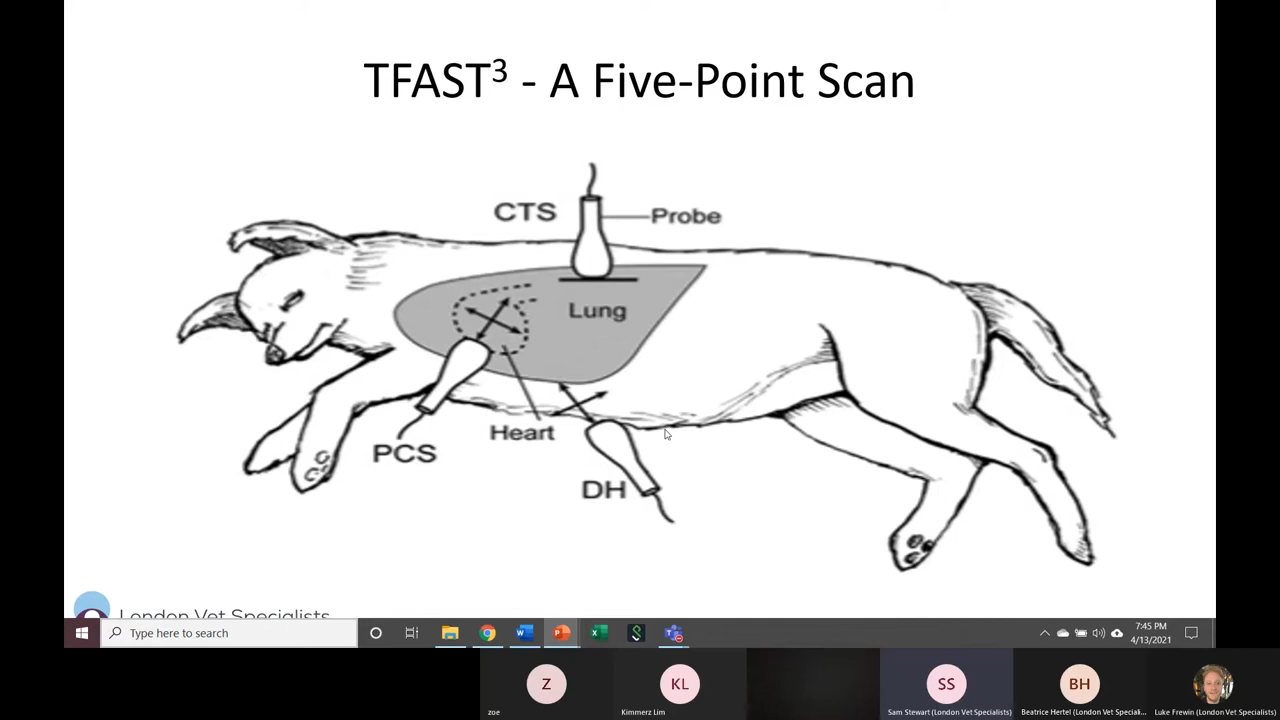 TFAST3 - A Five-Point Scan
CTS
Probe
Lung
Heart
PCS
DH
London Vet Specialists
Type here to search
7:45 PM
4/13/2021
Z
KL
SS
BH
zoe
Kimmerz Lim
Sam Stewart (London Vet Specialists)
Beatrice Hertel (London Vet Speciali...
Luke Frewin (London Vet Specialists)